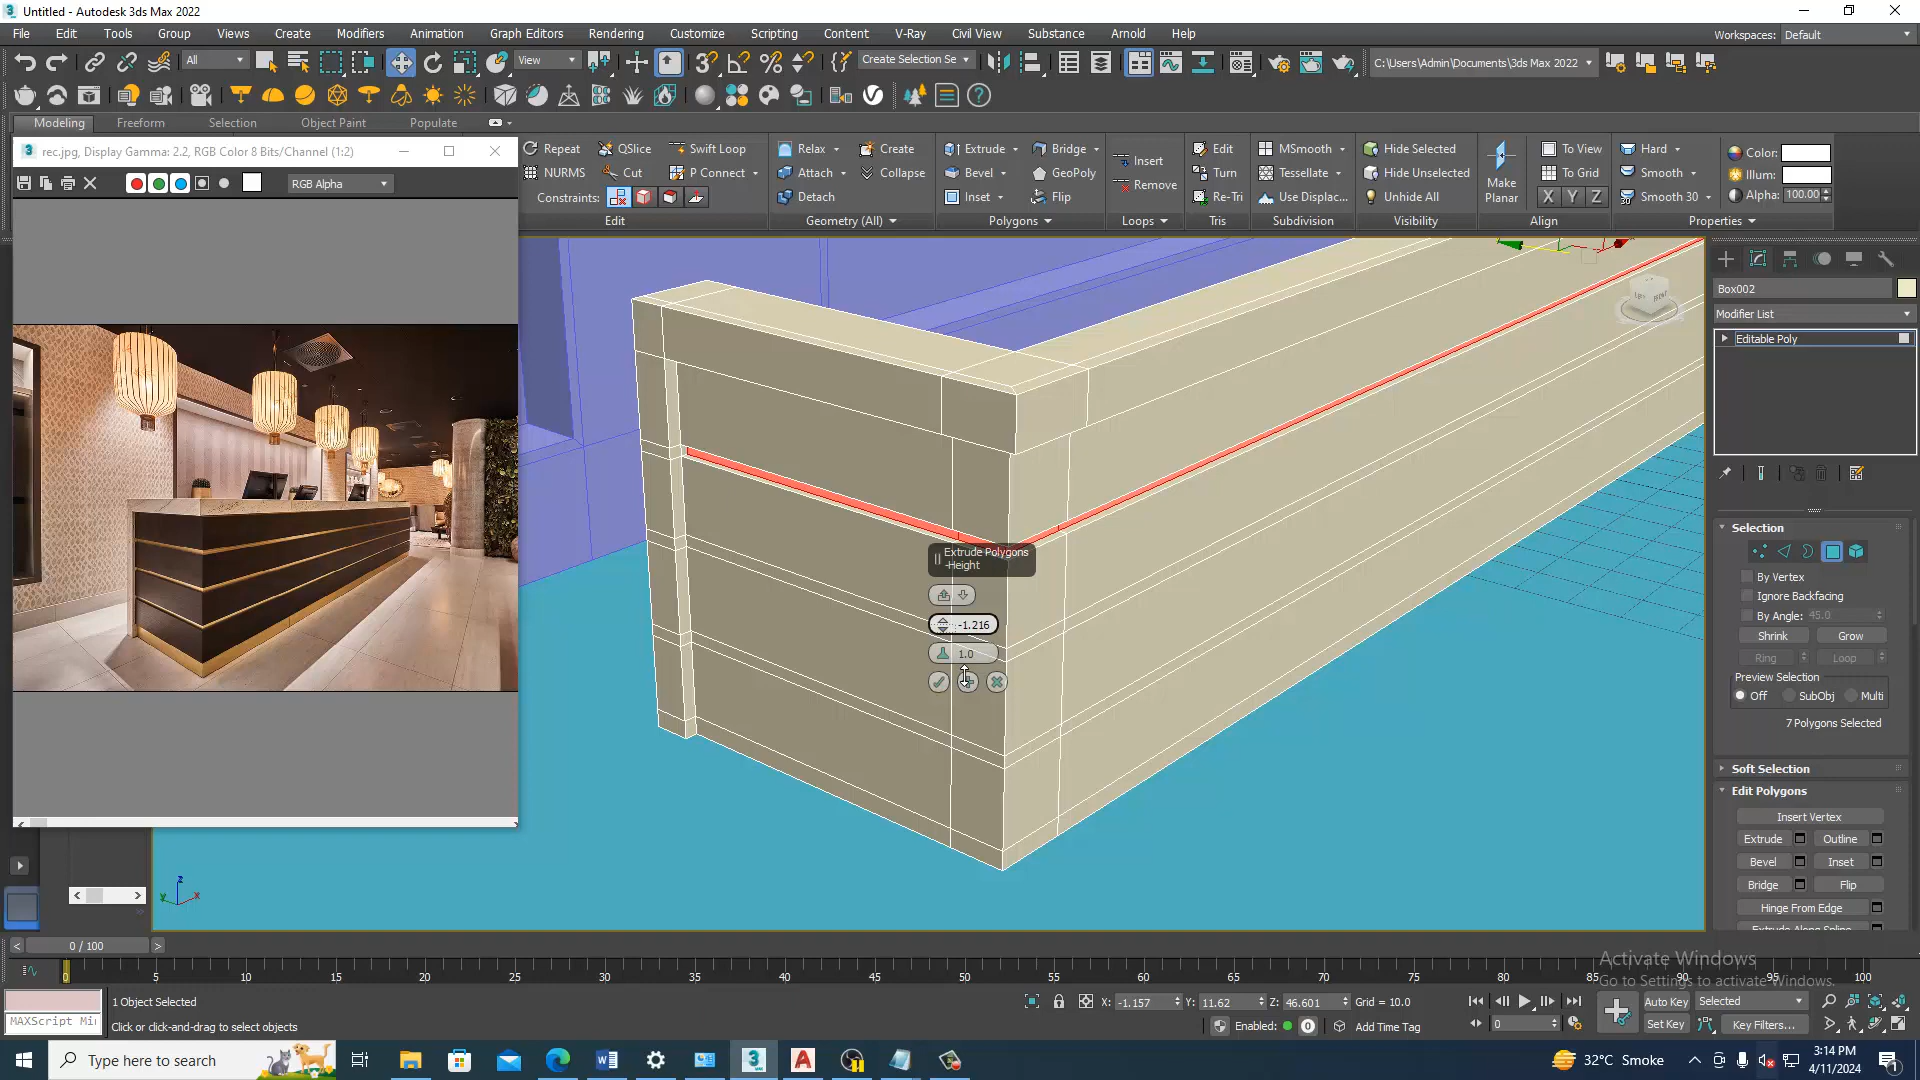 Untitled - Autodesk 3ds Max 2022
File Edit Tools Group Views Create Modifiers Animation Graph Editors Rendering Customize Scripting Content V-Ray Civil View Substance Arnold Help
Workspaces: Default
All View Create Selection Se C:\Users\Admin\Documents\3ds Max 2022
Modeling Freeform Selection Object Paint Populate
rec.jpg, Display Gamma: 2.2, RGB Color 8 Bits/Channel (1:2)
RGB Alpha
Repeat QSlice Swift Loop
NURMS Cut P Connect
Constraints:
Edit
Relax Create
Attach Collapse
Detach
Geometry (All)
Extrude Bridge
Bevel GeoPoly
Inset Flip
Polygons
Insert
Remove
Loops
Edit
Turn
Re-Tri
Tris
MSmooth
Tessellate
Use Displac...
Subdivision
Hide Selected
Hide Unselected
Unhide All
Visibility
Make
Planar
To View
To Grid
X Y Z
Align
Hard
Smooth
Smooth 30
Color:
Illum:
Alpha: 100.00
Properties
FRONT
Extrude Polygons
-Height
-1.216
1.0
Box002
Modifier List
Editable Poly
Selection
By Vertex
Ignore Backfacing
By Angle: 45.0
Shrink Grow
Ring Loop
Preview Selection
Off SubObj Multi
7 Polygons Selected
Soft Selection
Edit Polygons
Insert Vertex
Extrude Outline
Bevel Inset
Bridge Flip
Hinge From Edge
Extrude Along Spline
z
y x
0 / 100
0 5 10 15 20 25 30 35 40 45 50 55 60 65 70 75 80 85 90 95 100
Activate Windows
Go to Settings to activate Windows.
1 Object Selected
X: -1.157 Y: 11.62 Z: 46.601 Grid = 10.0
Auto Key Selected
MAXScript Mi
Click or click-and-drag to select objects
Enabled: 0 Add Time Tag
0
Set Key Key Filters...
Type here to search
32°C Smoke
3:14 PM
4/11/2024
1